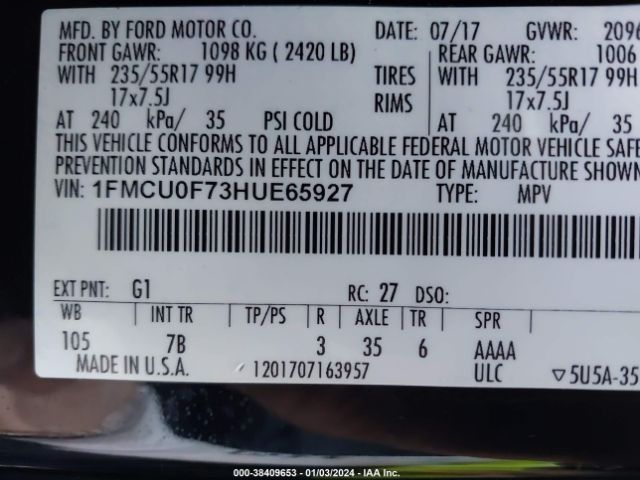 MFD. BY FORD MOTOR CO. DATE: 07/17 GVWR: 2096
FRONT GAWR: 1098 KG ( 2420 LB) REAR GAWR: 1006
WITH 235/55R17 99H TIRES WITH 235/55R17 99H
17x7.5J RIMS 17x7.5J
AT 240 kPa/ 35 PSI COLD AT 240 kPa/ 35
THIS VEHICLE CONFORMS TO ALL APPLICABLE FEDERAL MOTOR VEHICLE SAFE
PREVENTION STANDARDS IN EFFECT ON THE DATE OF MANUFACTURE SHOWN
VIN: 1FMCU0F73HUE65927 TYPE: MPV
EXT PNT: G1 RC: 27 DSO:
WB INT TR TP/PS R AXLE TR SPR
105 7B 3 35 6 AAAA
MADE IN U.S.A. 1201707163957 ULC ▽5U5A-35
000-38409653 - 01/03/2024 - IAA Inc.